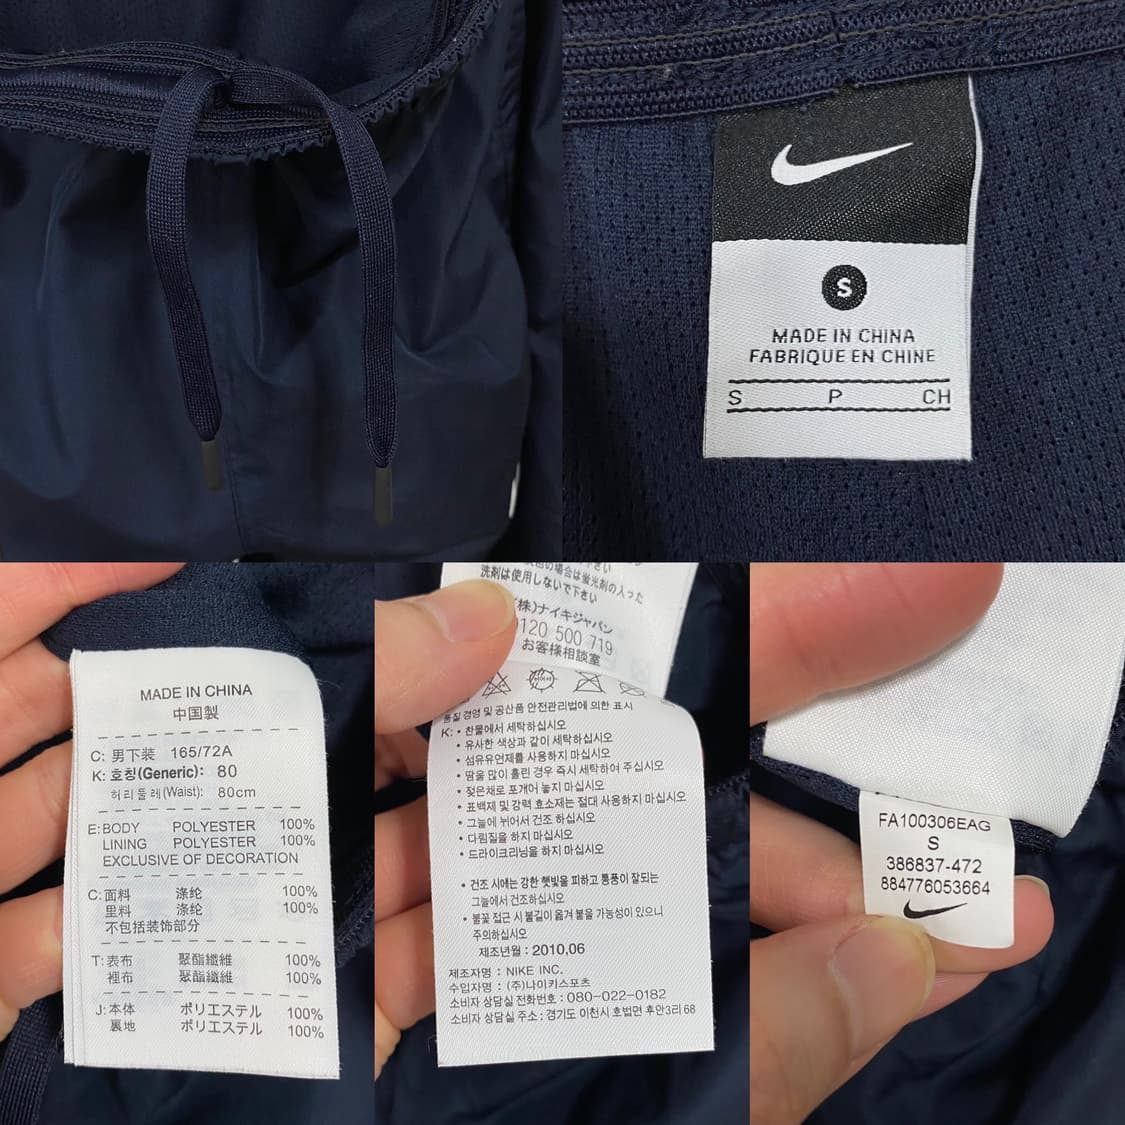 S
MADE IN CHINA
FABRIQUE EN CHINE
S P CH
MADE IN CHINA
中国製
C: 男下装 165/72A
K: 호칭(Generic): 80
허리둘레(Waist): 80cm
E: BODY POLYESTER 100%
LINING POLYESTER 100%
EXCLUSIVE OF DECORATION
C: 面料 涤纶 100%
里料 涤纶 100%
不包括装饰部分
T: 表布 聚酯纖維 100%
裡布 聚酯纖維 100%
J: 本体 ポリエステル 100%
裏地 ポリエステル 100%
の場合は蛍光剤の入った
洗剤は使用しないで下さい
(株)ナイキジャパン
0120 500 719
お客様相談室
품질 경영 및 공산품 안전관리법에 의한 표시
K: • 찬물에서 세탁하십시오
• 유사한 색상과 같이 세탁하십시오
• 섬유유연제를 사용하지 마십시오
• 땀을 많이 흘린 경우 즉시 세탁하여 주십시오
• 젖은채로 포개어 놓지 마십시오
• 표백제 및 강력 효소제는 절대 사용하지 마십시오
• 그늘에 뉘어서 건조 하십시오
• 다림질을 하지 마십시오
• 드라이크리닝을 하지 마십시오
• 건조 시에는 강한 햇빛을 피하고 통풍이 잘되는
그늘에서 건조하십시오
• 불꽃 접근 시 불길이 옮겨 붙을 가능성이 있으니
주의하십시오
제조년월 : 2010.06
제조자명 : NIKE INC.
수입자명 : (주)나이키스포츠
소비자 상담실 전화번호 : 080-022-0182
소비자 상담실 주소 : 경기도 이천시 호법면 후안3리 68
FA100306EAG
S
386837-472
884776053664